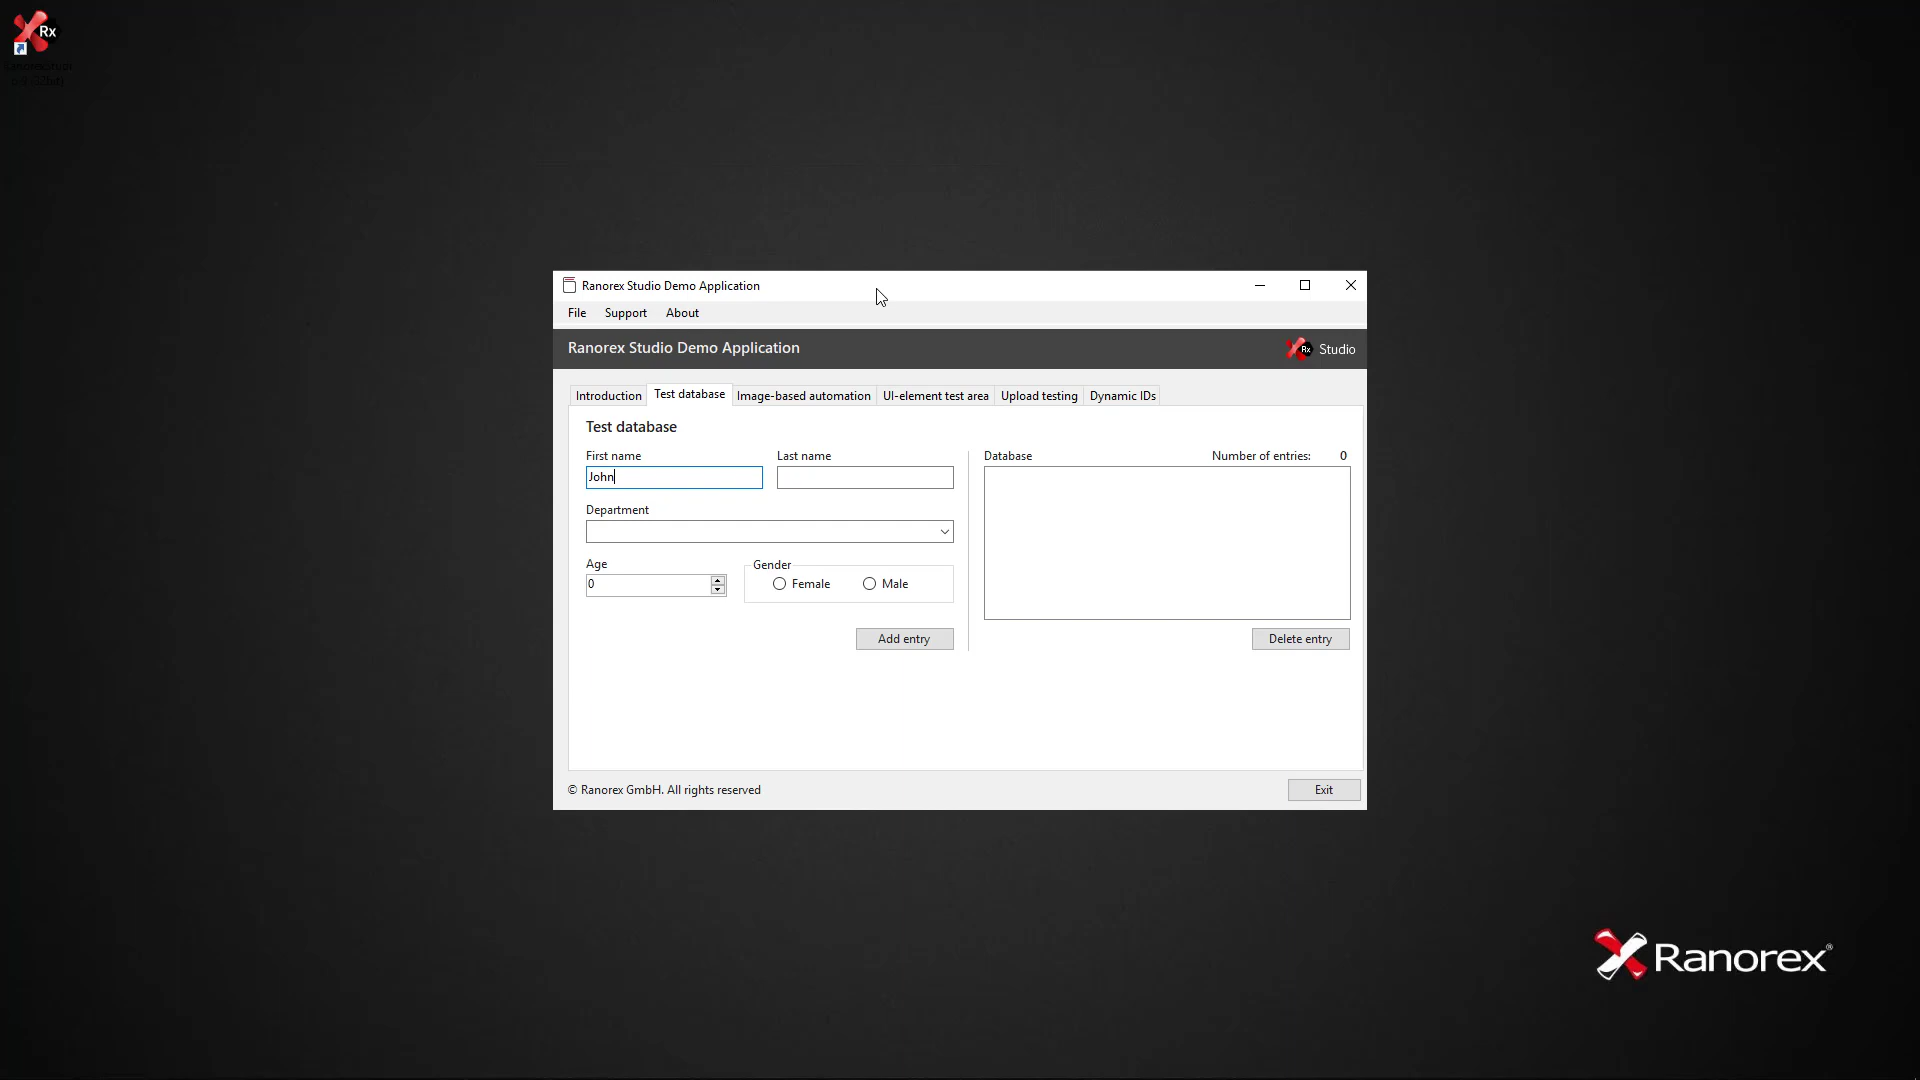 Rx
Ranorex Studio Demo Application
File Support About
Ranorex Studio Demo Application
Rx Studio
Introduction Test database Image-based automation UI-element test area Upload testing Dynamic IDs
Test database
First name Last name Database Number of entries: 0
John
Department
Age Gender
0 Female Male
Add entry Delete entry
© Ranorex GmbH. All rights reserved Exit
Ranorex®